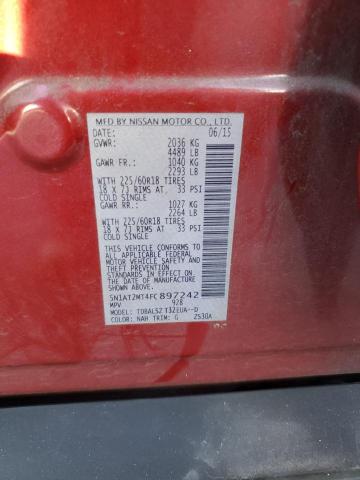 MFD BY NISSAN MOTOR CO., LTD.
DATE: 06/15
GVWR: 2036 KG
4489 LB
GAWR FR: 1040 KG
2293 LB
WITH 225/60R18 TIRES
18 X 7J RIMS AT 33 PSI
COLD SINGLE
GAWR RR: 1027 KG
2264 LB
WITH 225/60R18 TIRES
18 X 7J RIMS AT 33 PSI
COLD SINGLE
THIS VEHICLE CONFORMS TO
ALL APPLICABLE FEDERAL
MOTOR VEHICLE SAFETY AND
THEFT PREVENTION
STANDARDS IN EFFECT ON
THE DATE OF MANUFACTURE
SHOWN ABOVE.
5N1AT2MT4FC897242
MPV 928
MODEL: TDBALSZ T32EUA--D
COLOR: NAH TRIM: G 2530A